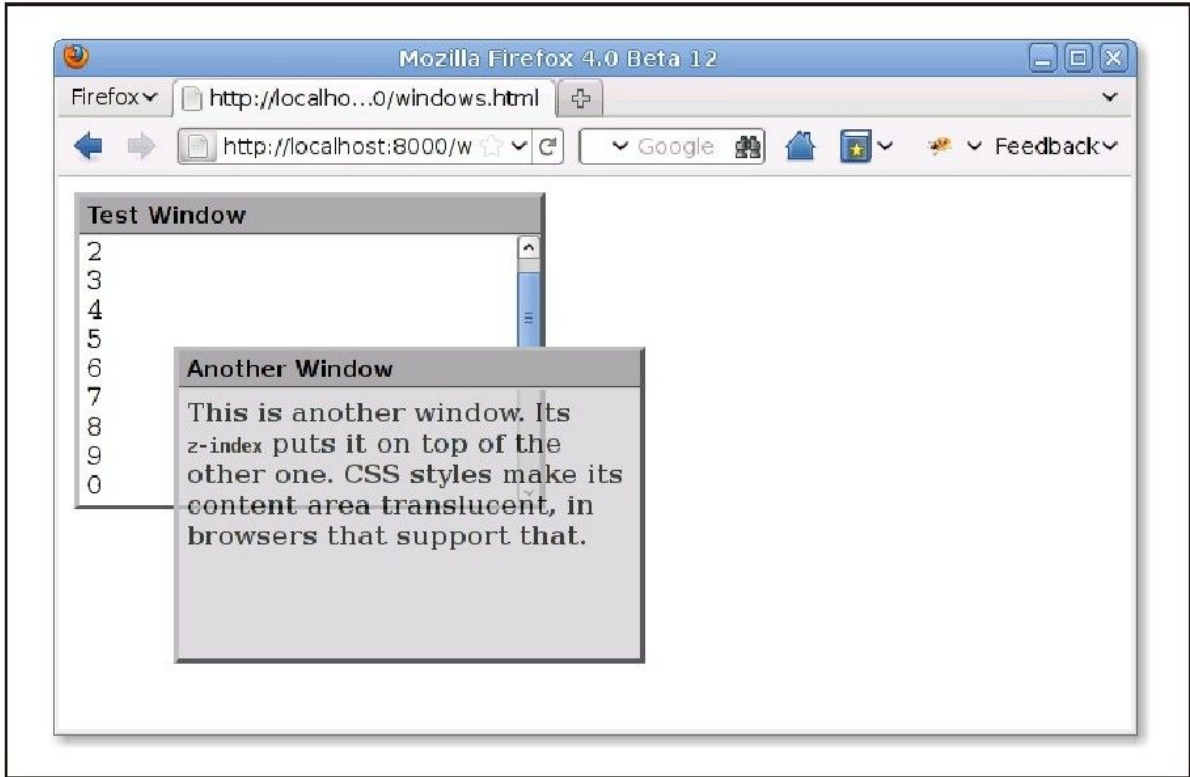 Mozilla Firefox 4.0 Beta 12
Firefox http://localho...0/windows.html
http://localhost:8000/w Google Feedback
Test Window
2
3
4
5
6
7
8
9
0
Another Window
This is another window. Its
z-index puts it on top of the
other one. CSS styles make its
content area translucent, in
browsers that support that.